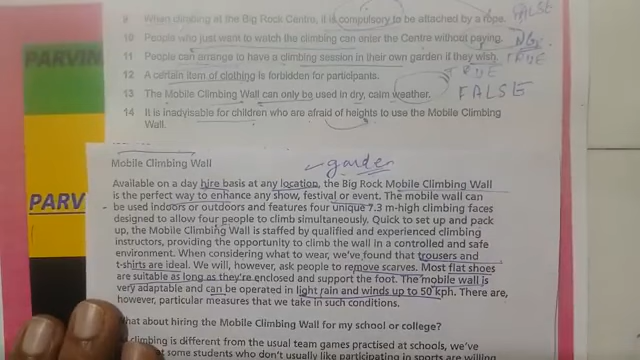 PARVIN
PARV
9 When climbing at the Big Rock Centre, it is compulsory to be attached by a rope. FALSE
10 People who just want to watch the climbing can enter the Centre without paying. NG
11 People can arrange to have a climbing session in their own garden if they wish. TRUE
12 A certain item of clothing is forbidden for participants. TRUE
13 The Mobile Climbing Wall can only be used in dry, calm weather. FALSE
14 It is inadvisable for children who are afraid of heights to use the Mobile Climbing
Wall.
Mobile Climbing Wall
garden
Available on a day hire basis at any location, the Big Rock Mobile Climbing Wall
is the perfect way to enhance any show, festival or event. The mobile wall can
be used indoors or outdoors and features four unique 7.3 m-high climbing faces
designed to allow four people to climb simultaneously. Quick to set up and pack
up, the Mobile Climbing Wall is staffed by qualified and experienced climbing
instructors, providing the opportunity to climb the wall in a controlled and safe
environment. When considering what to wear, we've found that trousers and
t-shirts are ideal. We will, however, ask people to remove scarves. Most flat shoes
are suitable as long as they're enclosed and support the foot. The mobile wall is
very adaptable and can be operated in light rain and winds up to 50 kph. There are,
however, particular measures that we take in such conditions.
What about hiring the Mobile Climbing Wall for my school or college?
climbing is different from the usual team games practised at schools, we've
that some students who don't usually like participating in sports are willing